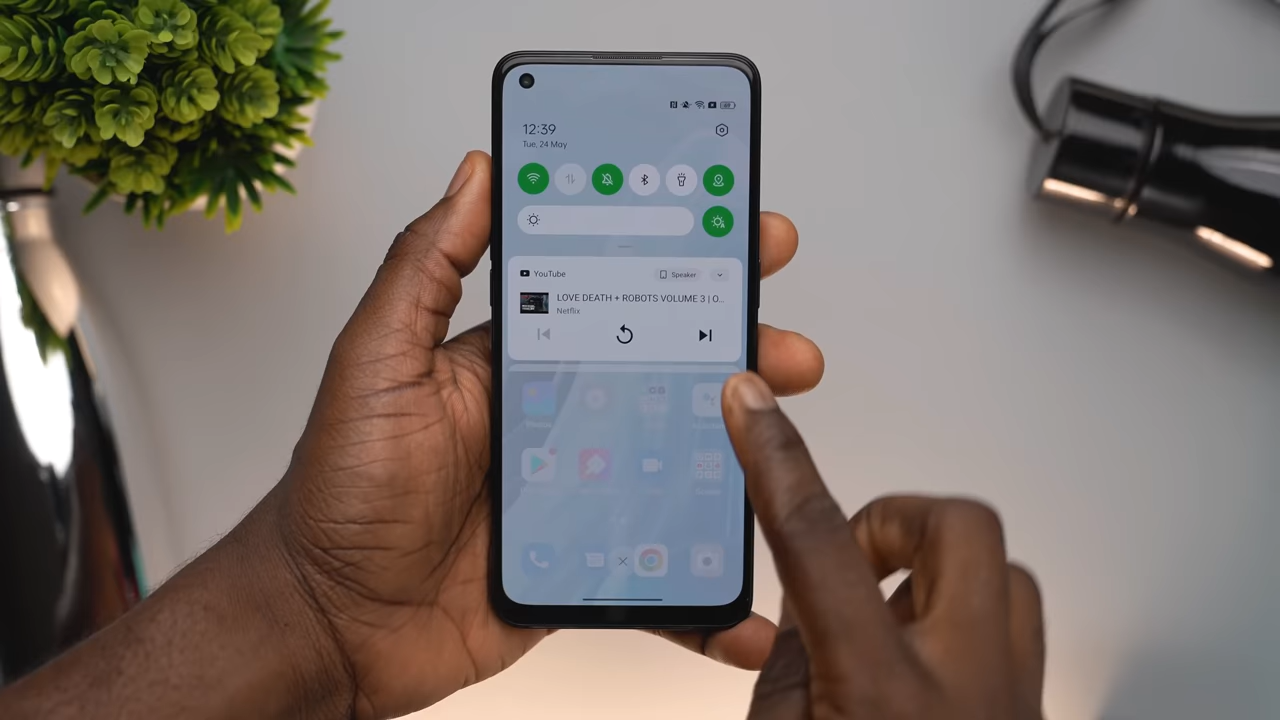 12:39
Tue, 24 May
YouTube
Speaker
LOVE DEATH + ROBOTS VOLUME 3 | O...
Netflix